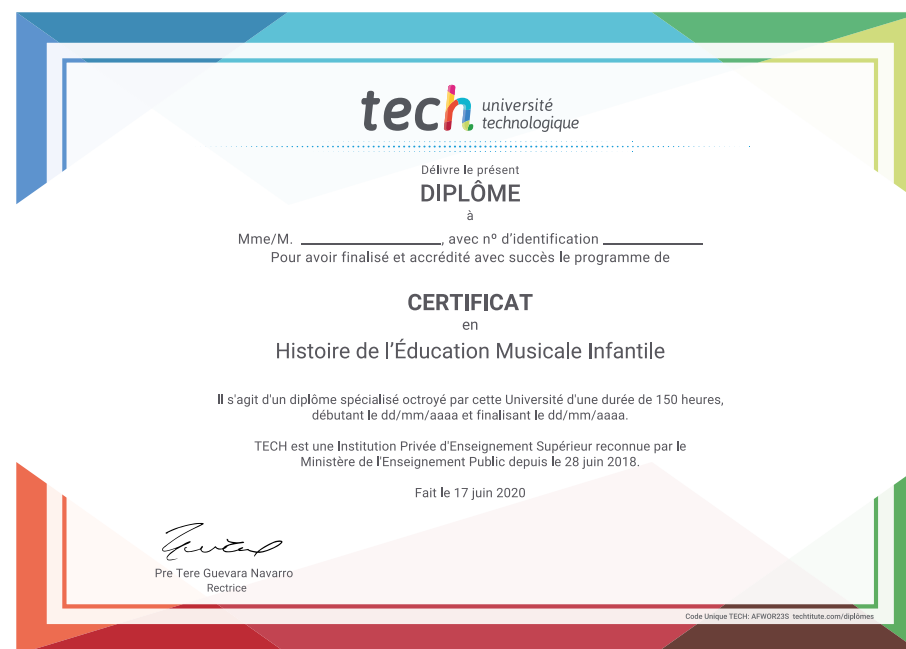 tech université
technologique
Délivre le présent
DIPLÔME
à
Mme/M. ____________________, avec nº d'identification ______________
Pour avoir finalisé et accrédité avec succès le programme de
CERTIFICAT
en
Histoire de l'Éducation Musicale Infantile
Il s'agit d'un diplôme spécialisé octroyé par cette Université d'une durée de 150 heures,
débutant le dd/mm/aaaa et finalisant le dd/mm/aaaa.
TECH est une Institution Privée d'Enseignement Supérieur reconnue par le
Ministère de l'Enseignement Public depuis le 28 juin 2018.
Fait le 17 juin 2020
Pre Tere Guevara Navarro
Rectrice
Code Unique TECH: AFWOR23S techtitute.com/diplômes